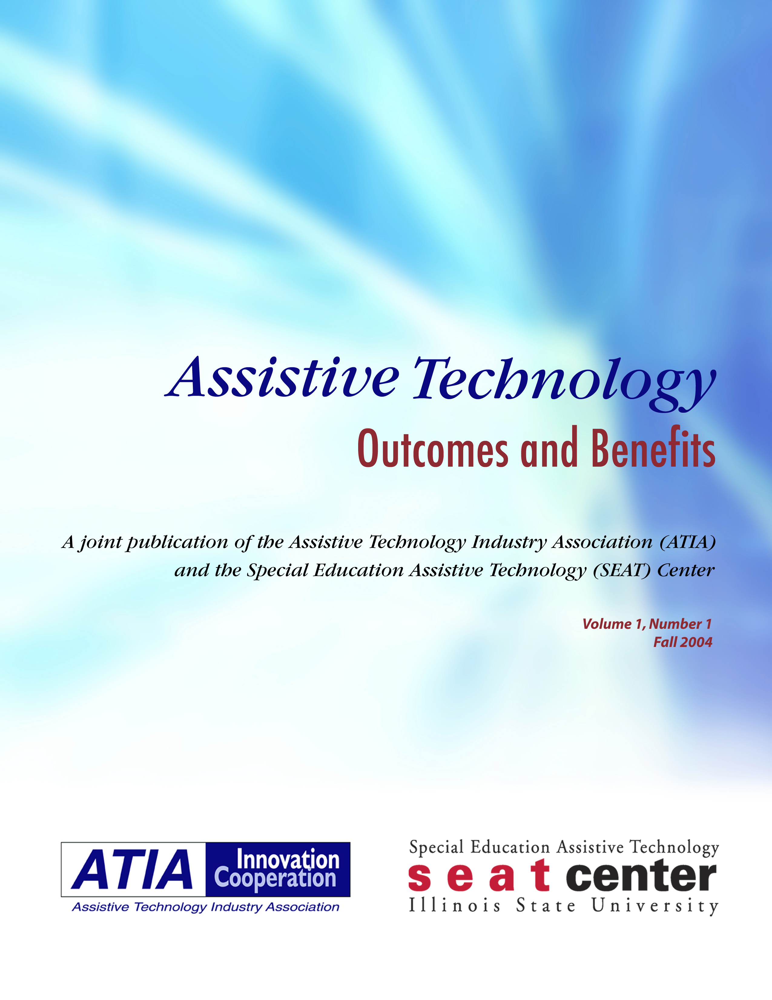 Assistive Technology
Outcomes and Benefits
A joint publication of the Assistive Technology Industry Association (ATIA)
and the Special Education Assistive Technology (SEAT) Center
Volume 1, Number 1
Fall 2004
ATIA
Innovation
Cooperation
Assistive Technology Industry Association
Special Education Assistive Technology
seat center
Illinois State University